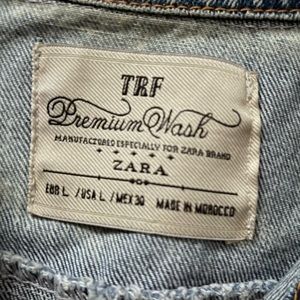 TRF
Premium Wash
MANUFACTURED ESPECIALLY FOR ZARA BRAND
ZARA
EUR L / USA L / MEX 30 MADE IN MOROCCO